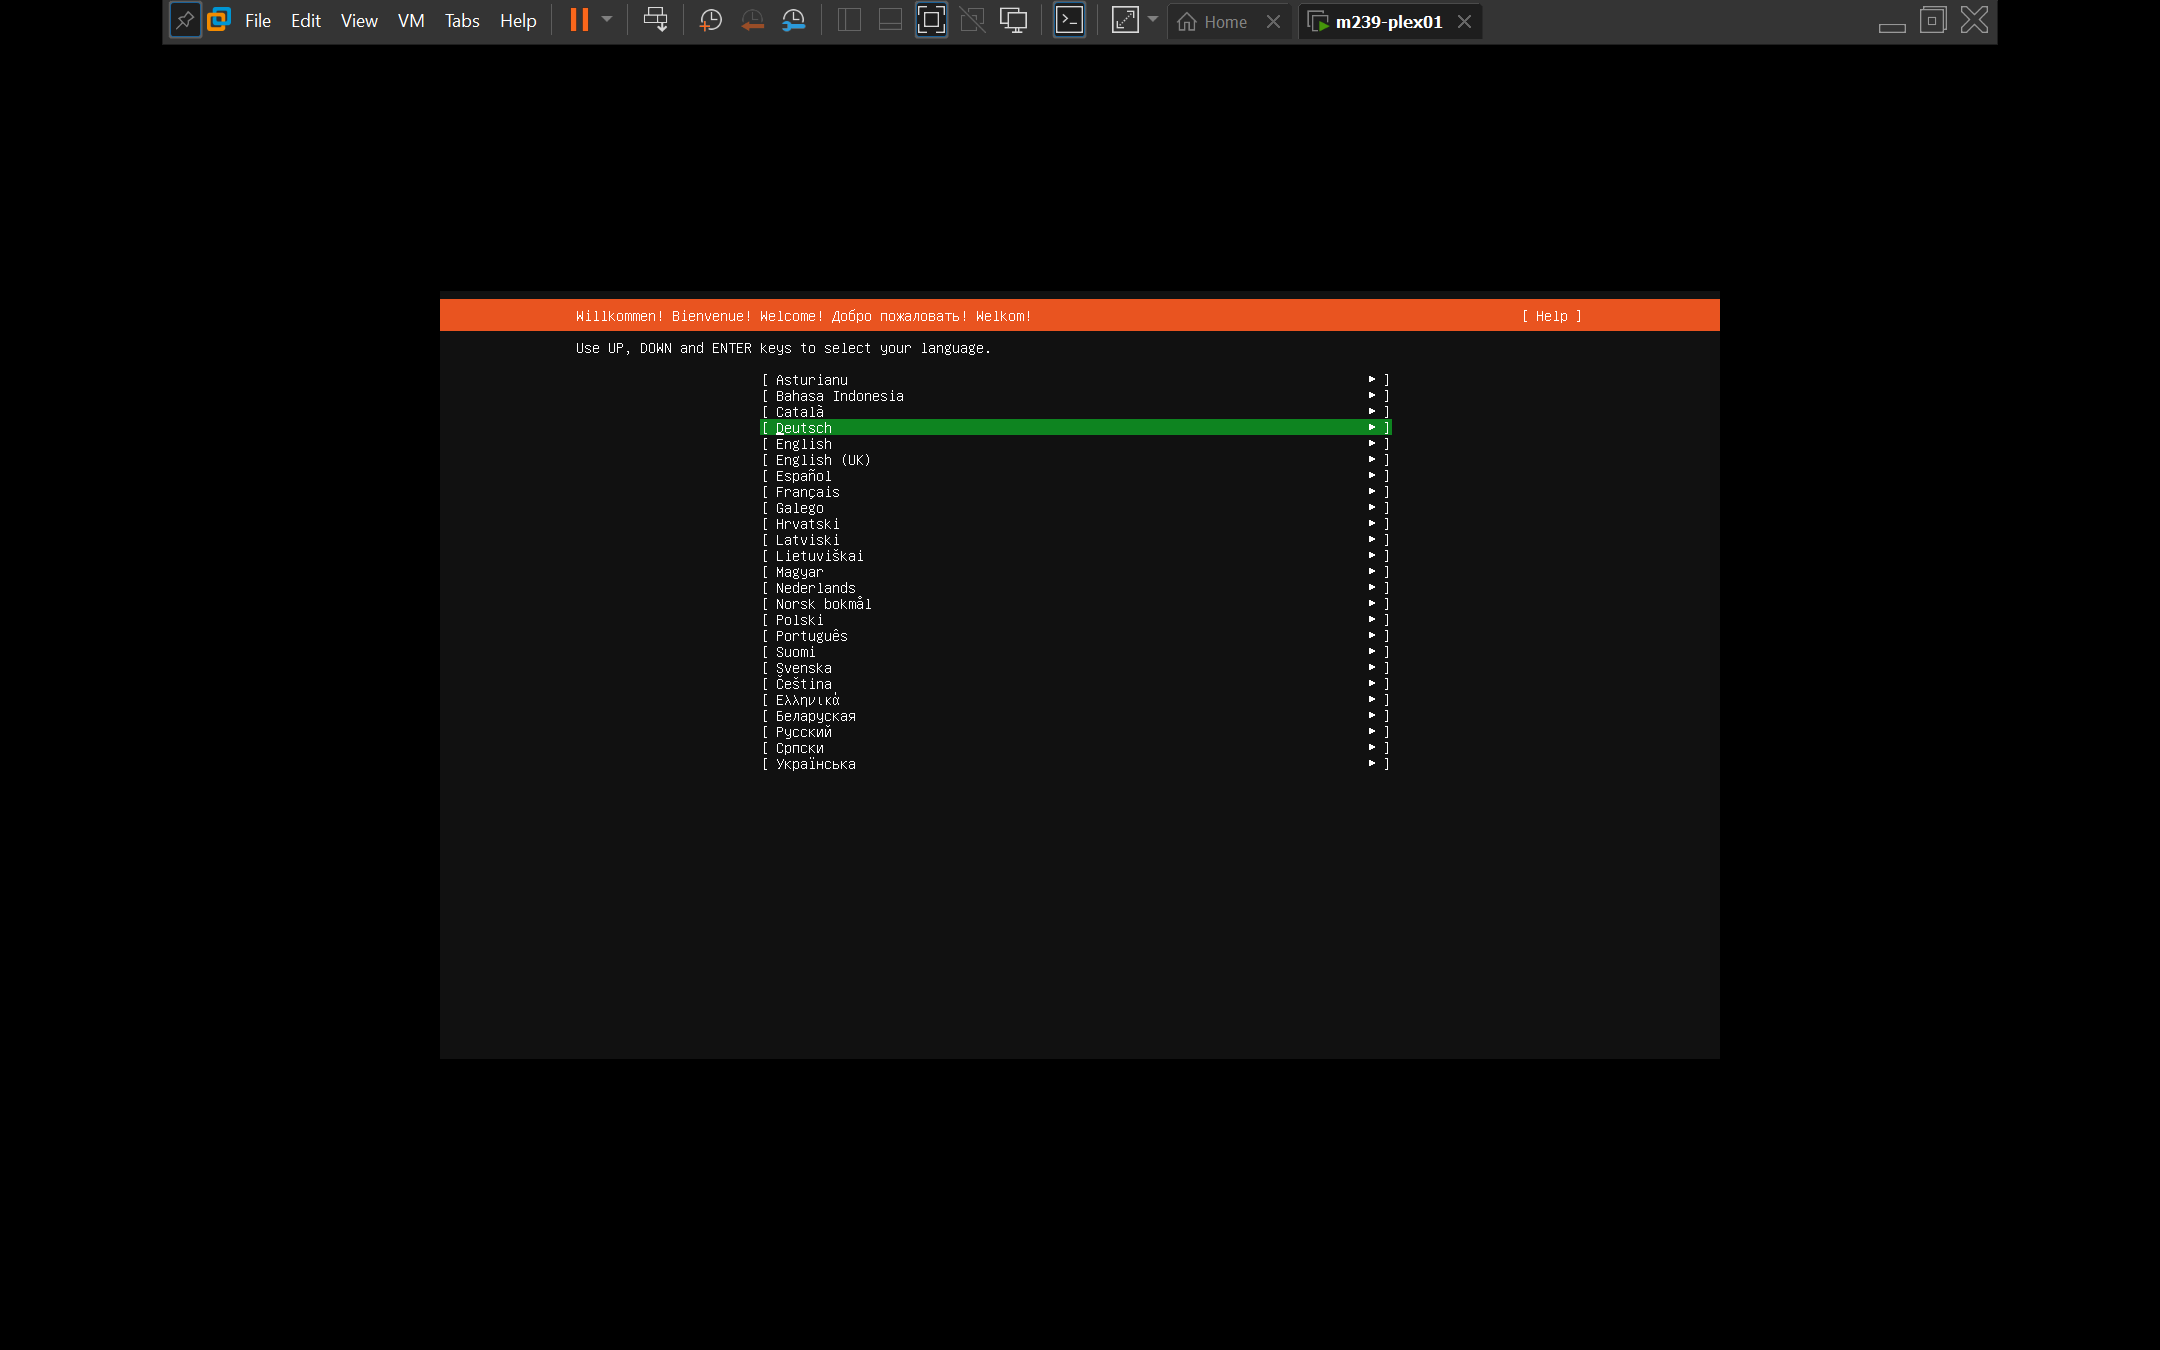 File Edit View VM Tabs Help Home m239-plex01
Willkommen! Bienvenue! Welcome! Добро пожаловать! Welkom! [ Help ]
Use UP, DOWN and ENTER keys to select your language.
[ Asturianu ▸ ]
[ Bahasa Indonesia ▸ ]
[ Català ▸ ]
[ Deutsch ▸ ]
[ English ▸ ]
[ English (UK) ▸ ]
[ Español ▸ ]
[ Français ▸ ]
[ Galego ▸ ]
[ Hrvatski ▸ ]
[ Latviski ▸ ]
[ Lietuviškai ▸ ]
[ Magyar ▸ ]
[ Nederlands ▸ ]
[ Norsk bokmål ▸ ]
[ Polski ▸ ]
[ Português ▸ ]
[ Suomi ▸ ]
[ Svenska ▸ ]
[ Čeština ▸ ]
[ Ελληνικά ▸ ]
[ Беларуская ▸ ]
[ Русский ▸ ]
[ Српски ▸ ]
[ Українська ▸ ]